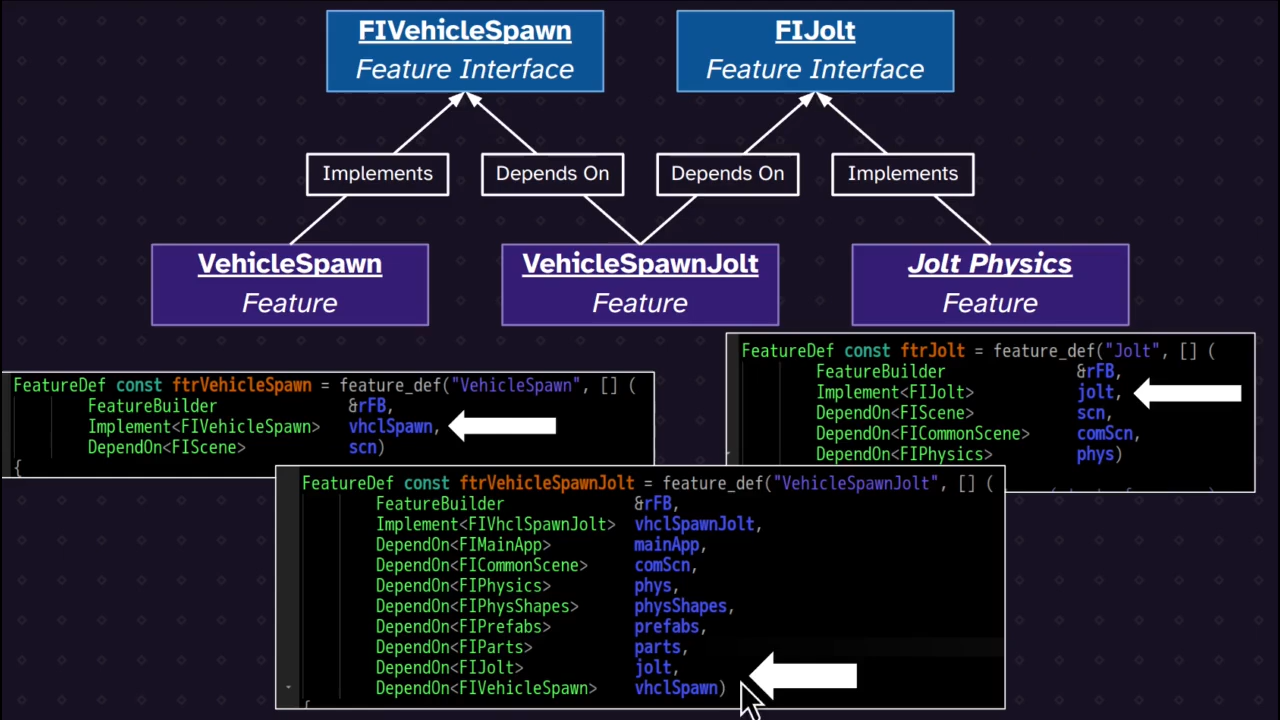 FIVehicleSpawn
Feature Interface
FIJolt
Feature Interface
Implements
Depends On
Depends On
Implements
VehicleSpawn
Feature
VehicleSpawnJolt
Feature
Jolt Physics
Feature
FeatureDef const ftrVehicleSpawn = feature_def("VehicleSpawn", [] (
FeatureBuilder &rFB,
Implement<FIVehicleSpawn> vhclSpawn,
DependOn<FIScene> scn)
{
FeatureDef const ftrJolt = feature_def("Jolt", [] (
FeatureBuilder &rFB,
Implement<FIJolt> jolt,
DependOn<FIScene> scn,
DependOn<FICommonScene> comScn,
DependOn<FIPhysics> phys)
FeatureDef const ftrVehicleSpawnJolt = feature_def("VehicleSpawnJolt", [] (
FeatureBuilder &rFB,
Implement<FIVhclSpawnJolt> vhclSpawnJolt,
DependOn<FIMainApp> mainApp,
DependOn<FICommonScene> comScn,
DependOn<FIPhysics> phys,
DependOn<FIPhysShapes> physShapes,
DependOn<FIPrefabs> prefabs,
DependOn<FIParts> parts,
DependOn<FIJolt> jolt,
DependOn<FIVehicleSpawn> vhclSpawn)